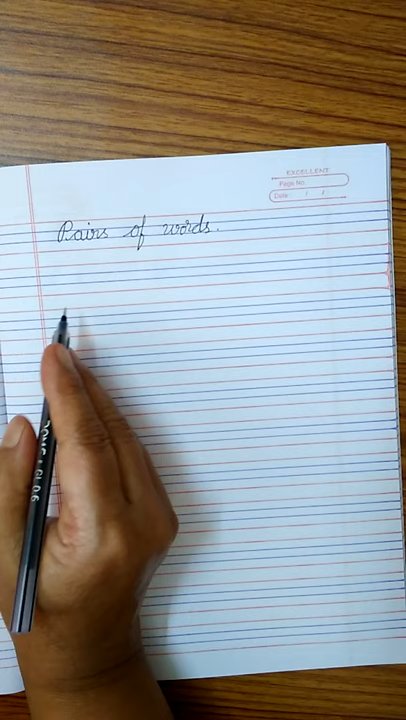 EXCELLENT
Page No.
Date: / /
Pairs of words.